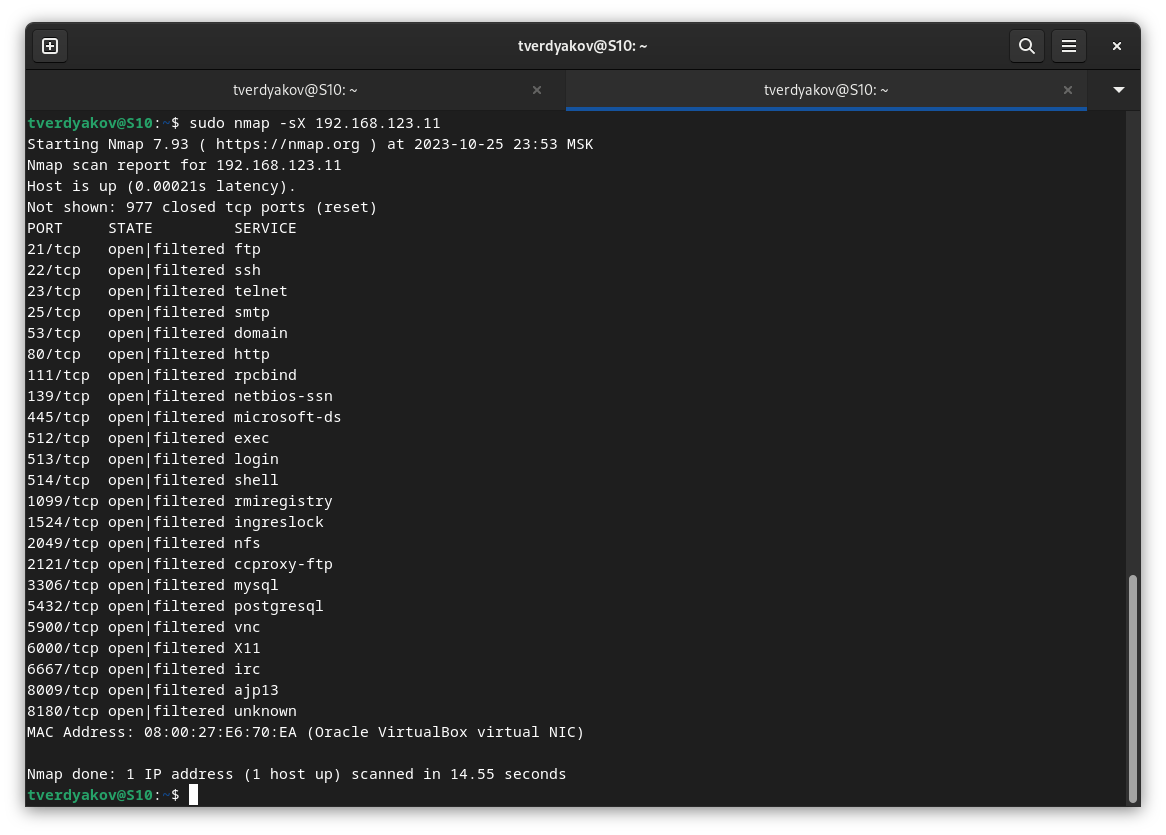 tverdyakov@S10: ~
tverdyakov@S10: ~ tverdyakov@S10: ~
tverdyakov@S10:~$ sudo nmap -sX 192.168.123.11
Starting Nmap 7.93 ( https://nmap.org ) at 2023-10-25 23:53 MSK
Nmap scan report for 192.168.123.11
Host is up (0.00021s latency).
Not shown: 977 closed tcp ports (reset)
PORT     STATE         SERVICE
21/tcp   open|filtered ftp
22/tcp   open|filtered ssh
23/tcp   open|filtered telnet
25/tcp   open|filtered smtp
53/tcp   open|filtered domain
80/tcp   open|filtered http
111/tcp  open|filtered rpcbind
139/tcp  open|filtered netbios-ssn
445/tcp  open|filtered microsoft-ds
512/tcp  open|filtered exec
513/tcp  open|filtered login
514/tcp  open|filtered shell
1099/tcp open|filtered rmiregistry
1524/tcp open|filtered ingreslock
2049/tcp open|filtered nfs
2121/tcp open|filtered ccproxy-ftp
3306/tcp open|filtered mysql
5432/tcp open|filtered postgresql
5900/tcp open|filtered vnc
6000/tcp open|filtered X11
6667/tcp open|filtered irc
8009/tcp open|filtered ajp13
8180/tcp open|filtered unknown
MAC Address: 08:00:27:E6:70:EA (Oracle VirtualBox virtual NIC)
Nmap done: 1 IP address (1 host up) scanned in 14.55 seconds
tverdyakov@S10:~$